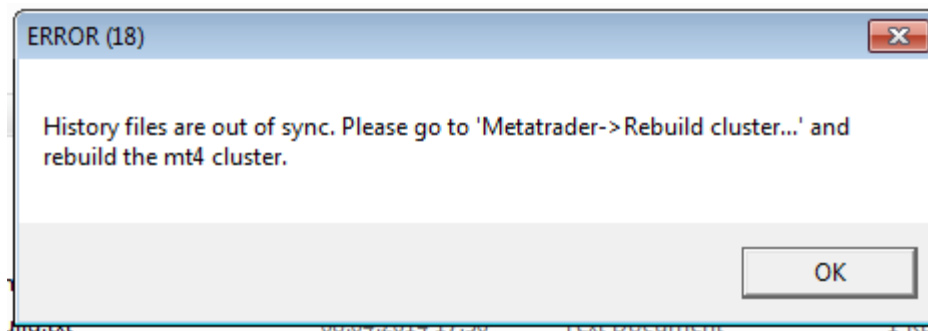 ERROR (18)
History files are out of sync. Please go to 'Metatrader->Rebuild cluster...' and
rebuild the mt4 cluster.
OK